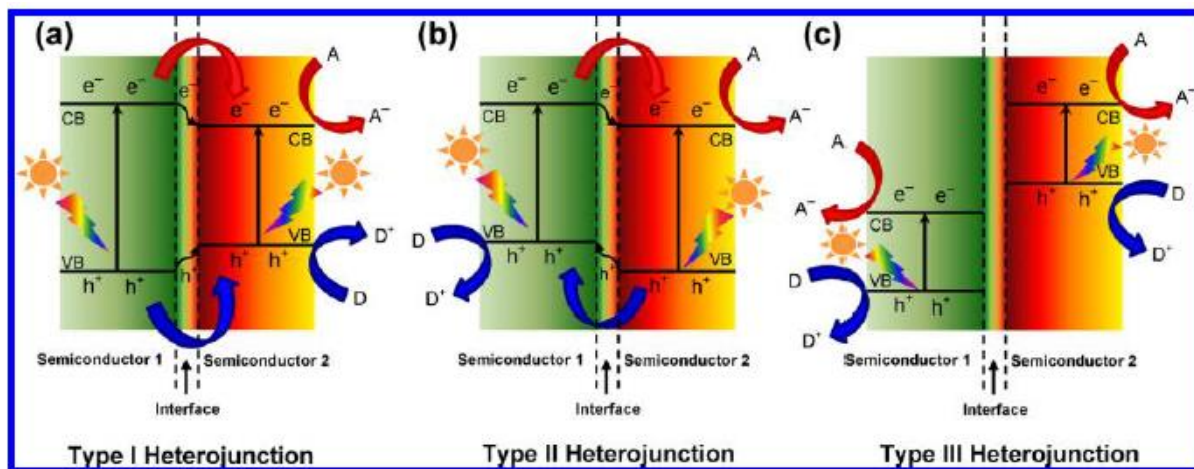 (a)
A
e⁻ e⁻ e⁻ e⁻ e⁻
A⁻
CB
CB
VB
D⁺
VB
h⁺ h⁺ h⁺ h⁺ h⁺
D
Semiconductor 1 Semiconductor 2
Interface
Type I Heterojunction
(b)
A
e⁻ e⁻ e⁻ e⁻ e⁻
A⁻
CB
CB
D
VB
VB
h⁺ h⁺ h⁺ h⁺ h⁺
D⁺
Semiconductor 1 Semiconductor 2
Interface
Type II Heterojunction
(c)
A
e⁻ e⁻
A⁻
CB
A
VB
h⁺ h⁺
D
e⁻ e⁻
A⁻
CB
D⁺
D
VB
h⁺ h⁺
D⁺
Semiconductor 1 Semiconductor 2
Interface
Type III Heterojunction